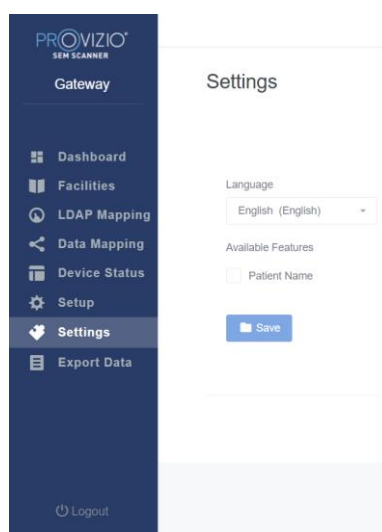 PROVIZIO®
SEM SCANNER
Gateway
Dashboard
Facilities
LDAP Mapping
Data Mapping
Device Status
Setup
Settings
Export Data
Logout
Settings
Language
English (English)
Available Features
Patient Name
Save